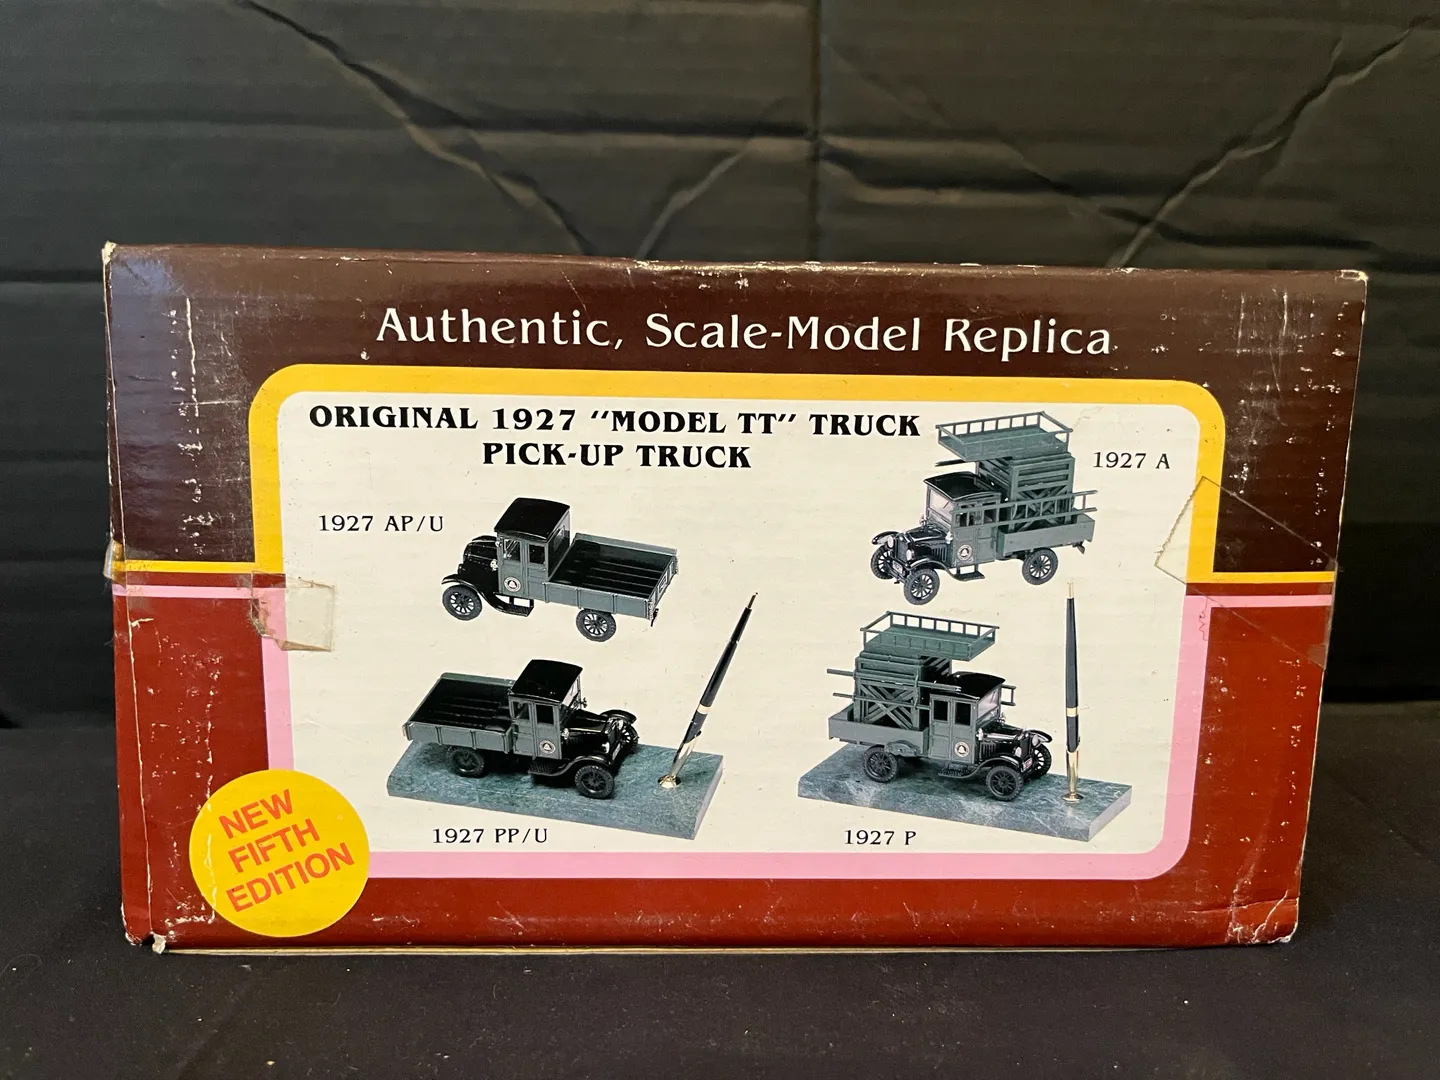 Authentic, Scale-Model Replica
ORIGINAL 1927 "MODEL TT" TRUCK
PICK-UP TRUCK
1927 A
1927 AP/U
1927 PP/U
1927 P
NEW
FIFTH
EDITION